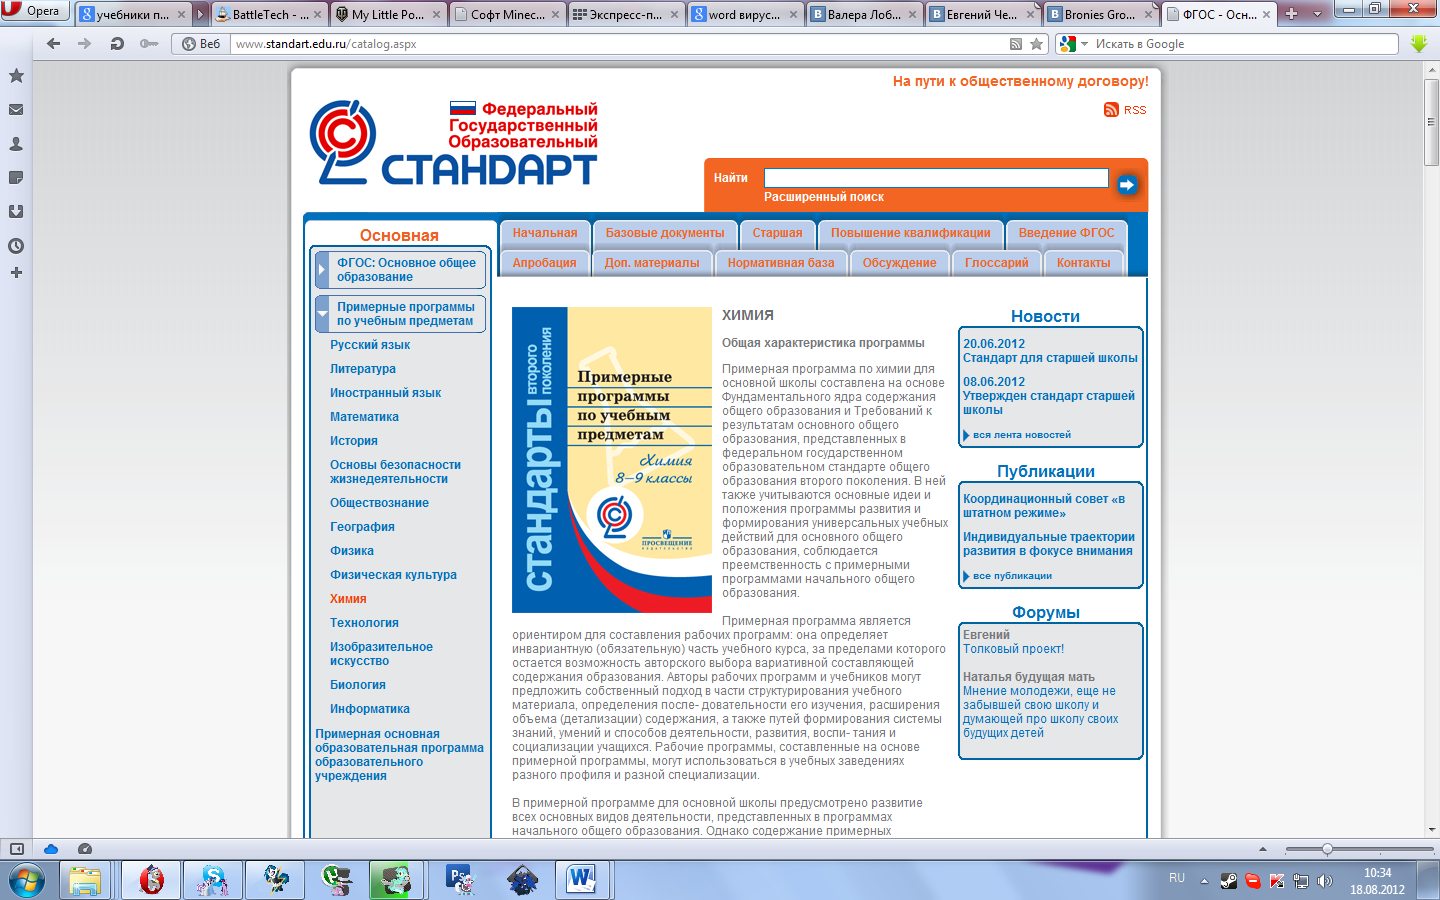 Opera
учебники п...
BattleTech - ...
My Little Po...
Софт Minec...
Экспресс-п...
word вирус...
Валера Лоб...
Евгений Че...
Bronies Gro...
ФГОС - Осн...
Веб
www.standart.edu.ru/catalog.aspx
Искать в Google
На пути к общественному договору!
RSS
Федеральный
Государственный
Образовательный
СТАНДАРТ
Найти
Расширенный поиск
Основная
Начальная
Базовые документы
Старшая
Повышение квалификации
Введение ФГОС
Апробация
Доп. материалы
Нормативная база
Обсуждение
Глоссарий
Контакты
ФГОС: Основное общее
образование
Примерные программы
по учебным предметам
Русский язык
Литература
Иностранный язык
Математика
История
Основы безопасности
жизнедеятельности
Обществознание
География
Физика
Физическая культура
Химия
Технология
Изобразительное
искусство
Биология
Информатика
Примерная основная
образовательная программа
образовательного
учреждения
стандарты
второго
поколения
Примерные
программы
по учебным
предметам
Химия
8–9 классы
ПРОСВЕЩЕНИЕ
ИЗДАТЕЛЬСТВО
ХИМИЯ
Общая характеристика программы
Примерная программа по химии для
основной школы составлена на основе
Фундаментального ядра содержания
общего образования и Требований к
результатам основного общего
образования, представленных в
федеральном государственном
образовательном стандарте общего
образования второго поколения. В ней
также учитываются основные идеи и
положения программы развития и
формирования универсальных учебных
действий для основного общего
образования, соблюдается
преемственность с примерными
программами начального общего
образования.
Примерная программа является
ориентиром для составления рабочих программ: она определяет
инвариантную (обязательную) часть учебного курса, за пределами которого
остается возможность авторского выбора вариативной составляющей
содержания образования. Авторы рабочих программ и учебников могут
предложить собственный подход в части структурирования учебного
материала, определения после- довательности его изучения, расширения
объема (детализации) содержания, а также путей формирования системы
знаний, умений и способов деятельности, развития, воспи- тания и
социализации учащихся. Рабочие программы, составленные на основе
примерной программы, могут использоваться в учебных заведениях
разного профиля и разной специализации.
В примерной программе для основной школы предусмотрено развитие
всех основных видов деятельности, представленных в программах
начального общего образования. Однако содержание примерных
Новости
20.06.2012
Стандарт для старшей школы
08.06.2012
Утвержден стандарт старшей
школы
вся лента новостей
Публикации
Координационный совет «в
штатном режиме»
Индивидуальные траектории
развития в фокусе внимания
все публикации
Форумы
Евгений
Толковый проект!
Наталья будущая мать
Мнение молодежи, еще не
забывшей свою школу и
думающей про школу своих
будущих детей
RU
10:34
18.08.2012